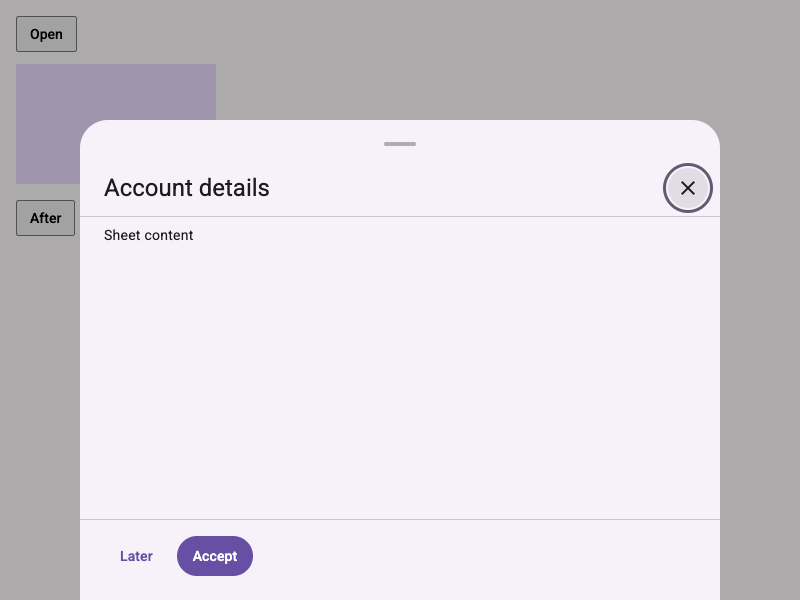 Open
After
Account details
Sheet content
Later
Accept